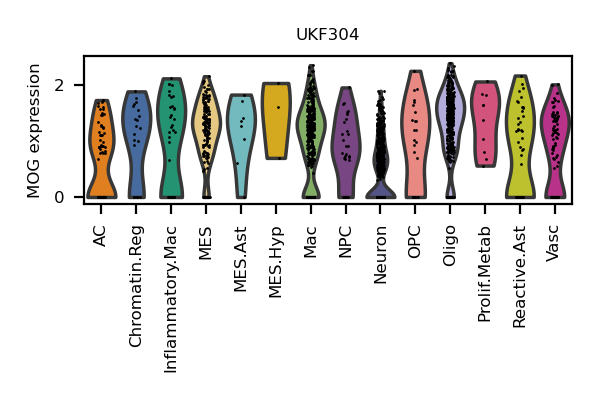 UKF304
MOG expression
2
0
AC
Chromatin.Reg
Inflammatory.Mac
MES
MES.Ast
MES.Hyp
Mac
NPC
Neuron
OPC
Oligo
Prolif.Metab
Reactive.Ast
Vasc